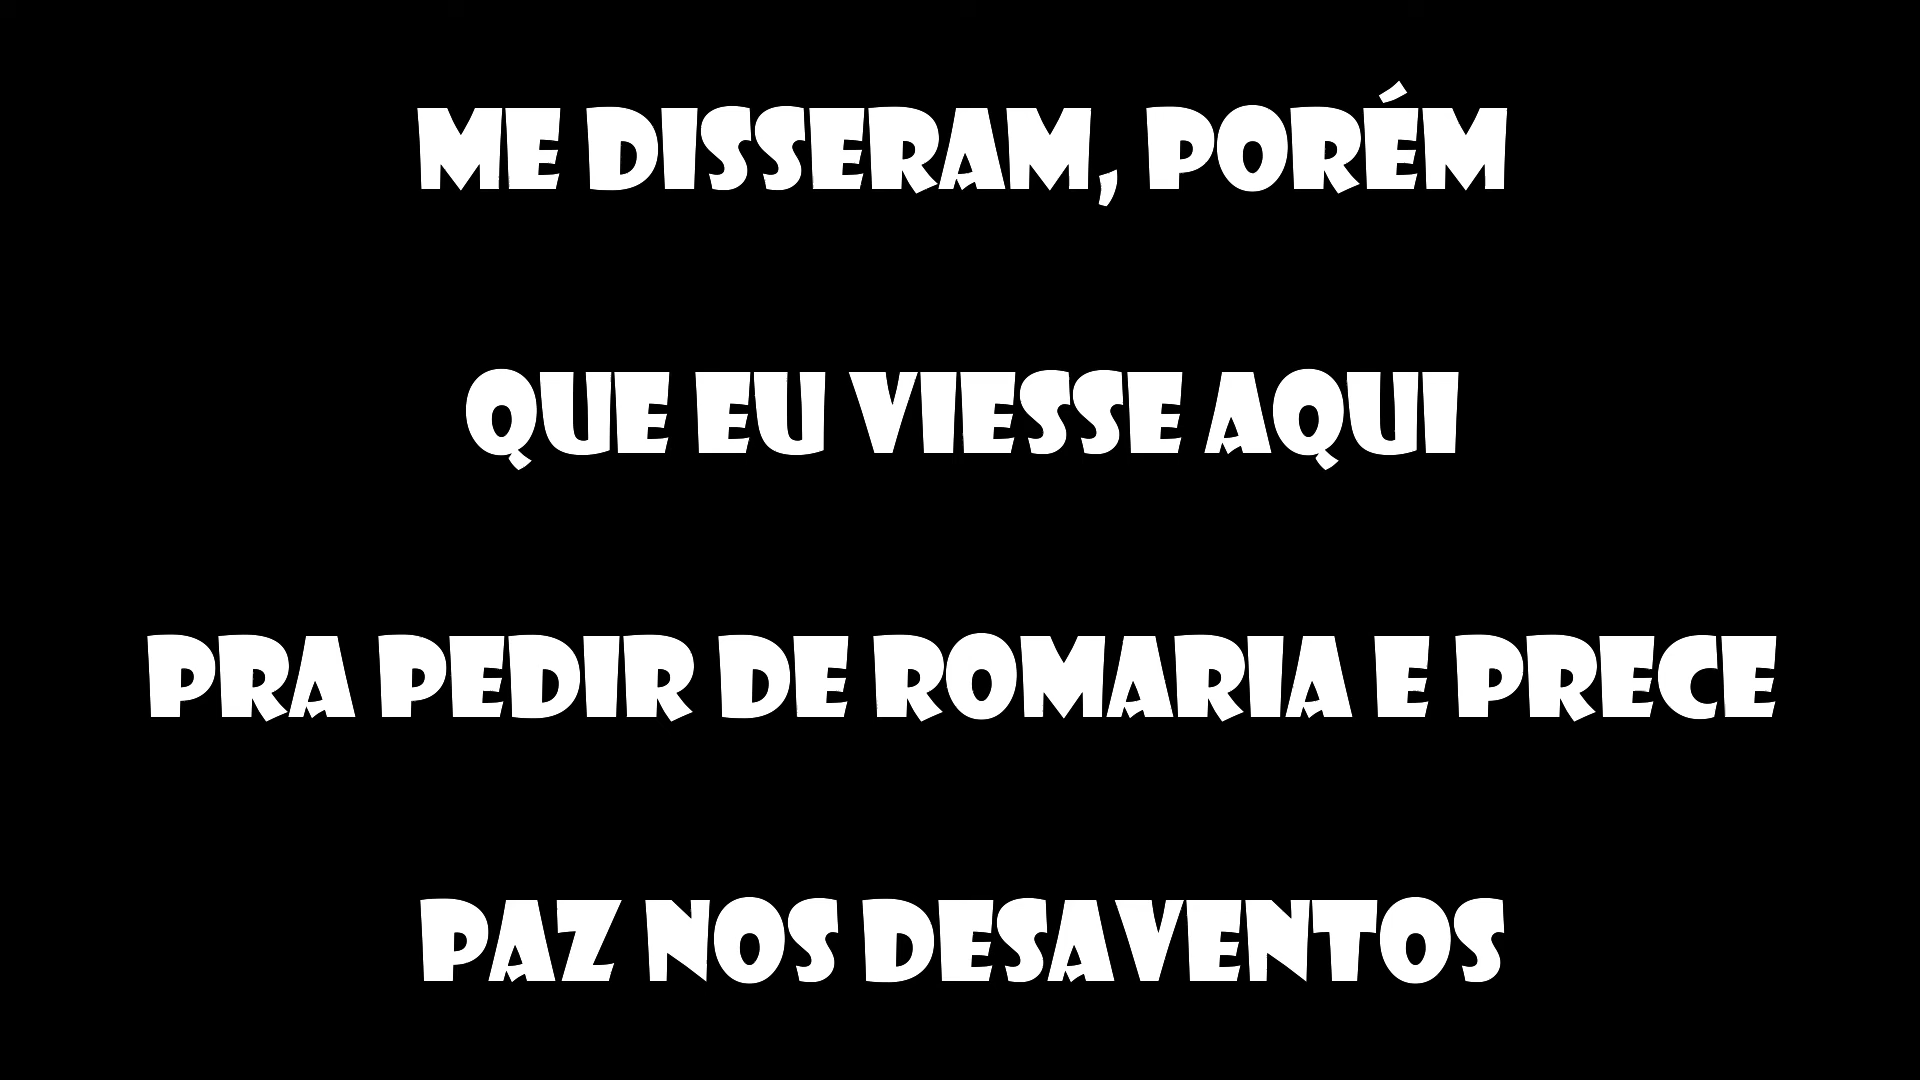 ME DISSERAM, PORÉM
QUE EU VIESSE AQUI
PRA PEDIR DE ROMARIA E PRECE
PAZ NOS DESAVENTOS